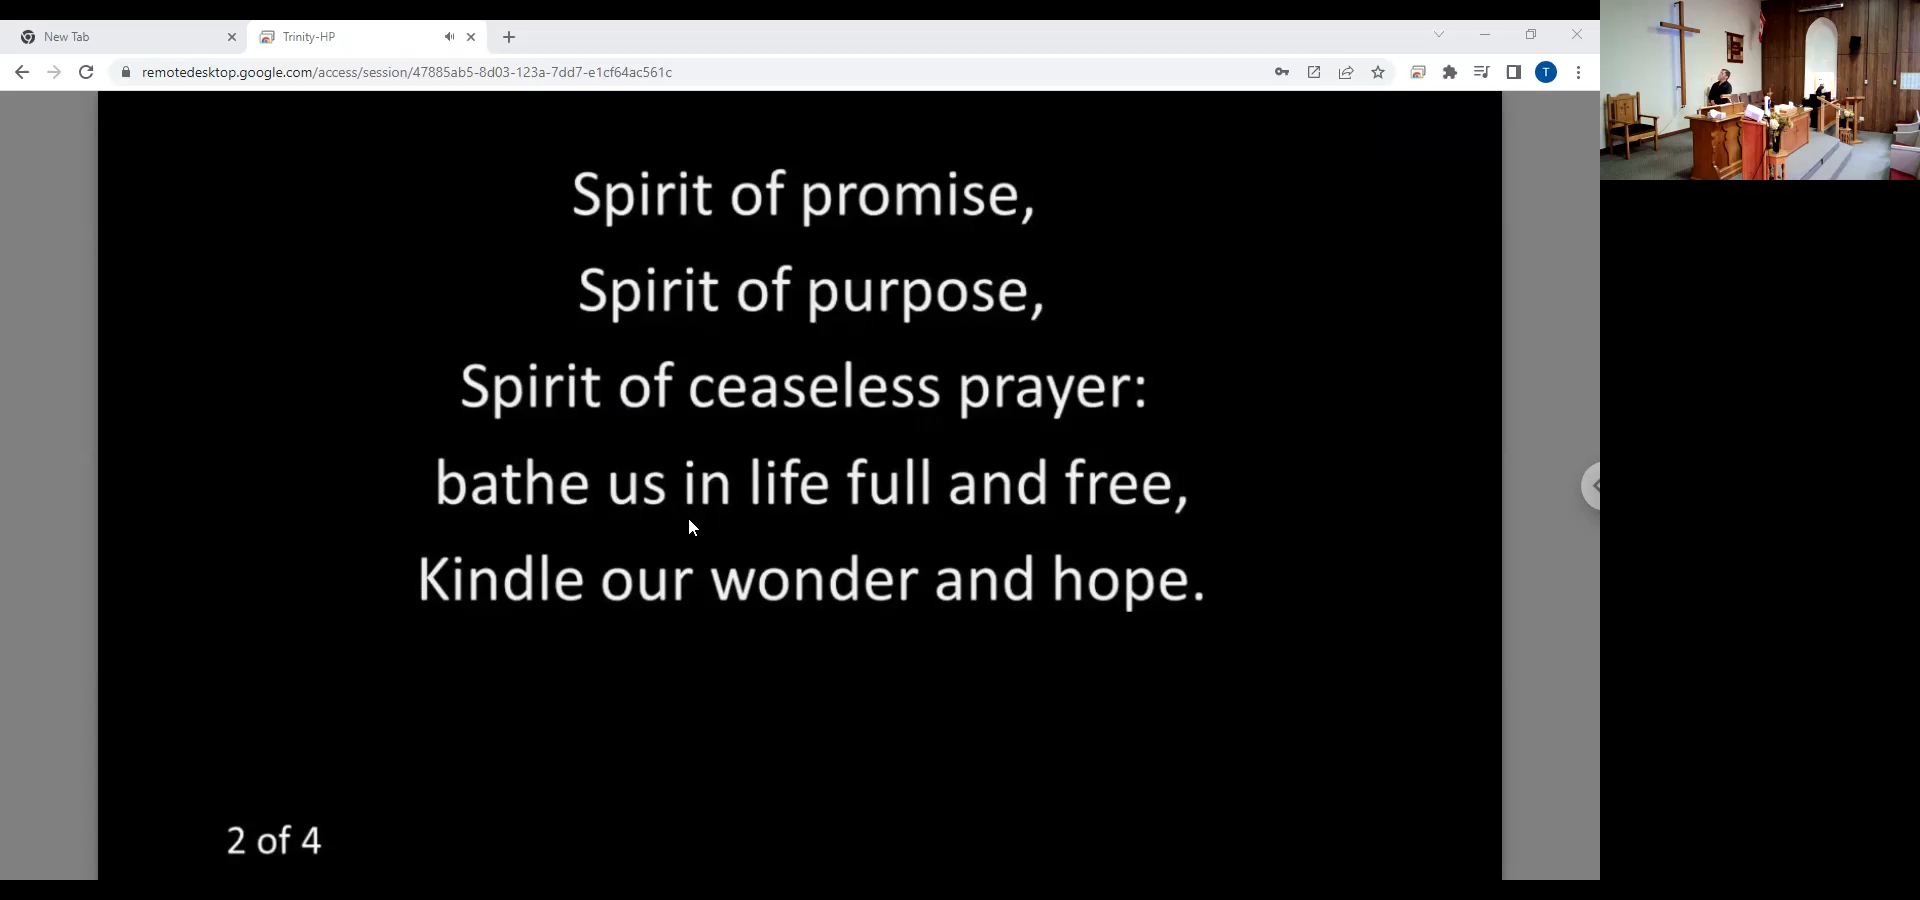 New Tab
Trinity-HP
remotedesktop.google.com/access/session/47885ab5-8d03-123a-7dd7-e1cf64ac561c
T
Spirit of promise,
Spirit of purpose,
Spirit of ceaseless prayer:
bathe us in life full and free,
Kindle our wonder and hope.
2 of 4